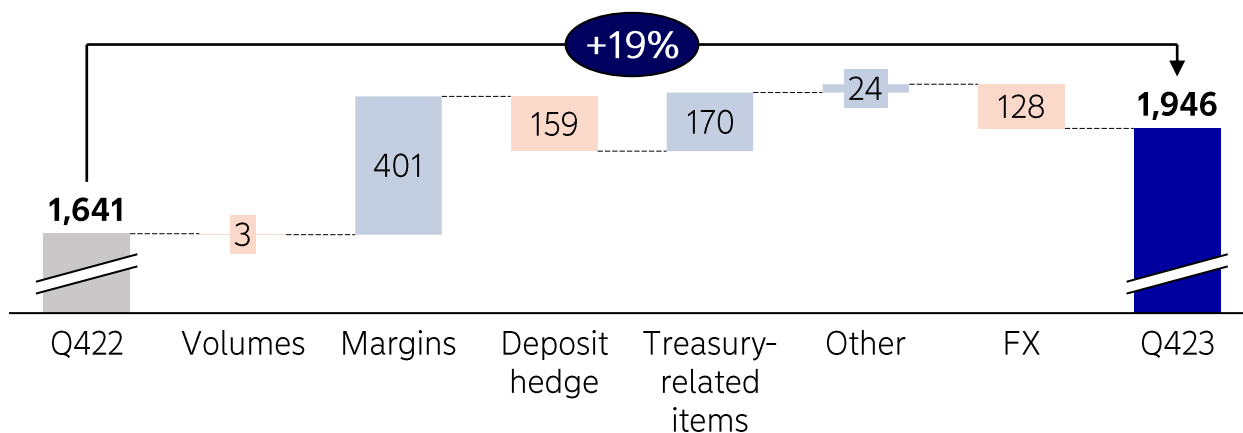 +19%
24
1,946
128
159
170
401
1,641
3
Q422
Volumes
Margins
Deposit
hedge
Treasury-
related
items
Other
FX
Q423